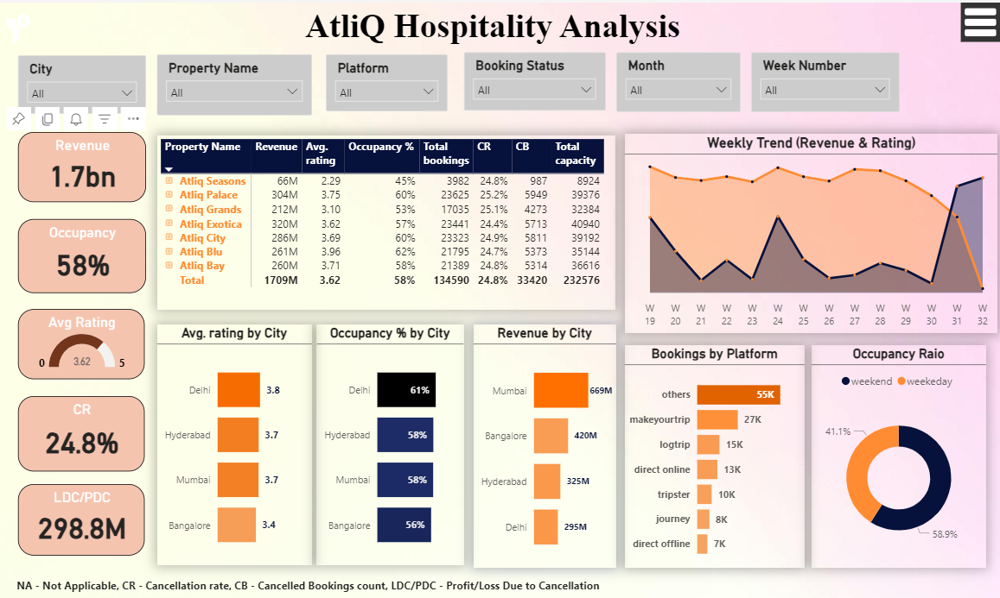 AtliQ Hospitality Analysis
City
All
Property Name
All
Platform
All
Booking Status
All
Month
All
Week Number
All
Revenue
1.7bn
Occupancy
58%
Avg Rating
0 3.62 5
CR
24.8%
LDC/PDC
298.8M
Property Name Revenue Avg. rating Occupancy % Total bookings CR CB Total capacity
Atliq Seasons 66M 2.29 45% 3982 24.8% 987 8924
Atliq Palace 304M 3.75 60% 23625 25.2% 5949 39376
Atliq Grands 212M 3.10 53% 17035 25.1% 4273 32384
Atliq Exotica 320M 3.62 57% 23441 24.4% 5713 40940
Atliq City 286M 3.69 60% 23323 24.9% 5811 39192
Atliq Blu 261M 3.96 62% 21795 24.7% 5373 35144
Atliq Bay 260M 3.71 58% 21389 24.8% 5314 36616
Total 1709M 3.62 58% 134590 24.8% 33420 232576
Weekly Trend (Revenue & Rating)
W 19 W 20 W 21 W 22 W 23 W 24 W 25 W 26 W 27 W 28 W 29 W 30 W 31 W 32
Avg. rating by City
Delhi 3.8
Hyderabad 3.7
Mumbai 3.7
Bangalore 3.4
Occupancy % by City
Delhi 61%
Hyderabad 58%
Mumbai 58%
Bangalore 56%
Revenue by City
Mumbai 669M
Bangalore 420M
Hyderabad 325M
Delhi 295M
Bookings by Platform
others 55K
makeyourtrip 27K
logtrip 15K
direct online 13K
tripster 10K
journey 8K
direct offline 7K
Occupancy Raio
weekend weekeday
41.1%
58.9%
NA - Not Applicable, CR - Cancellation rate, CB - Cancelled Bookings count, LDC/PDC - Profit/Loss Due to Cancellation